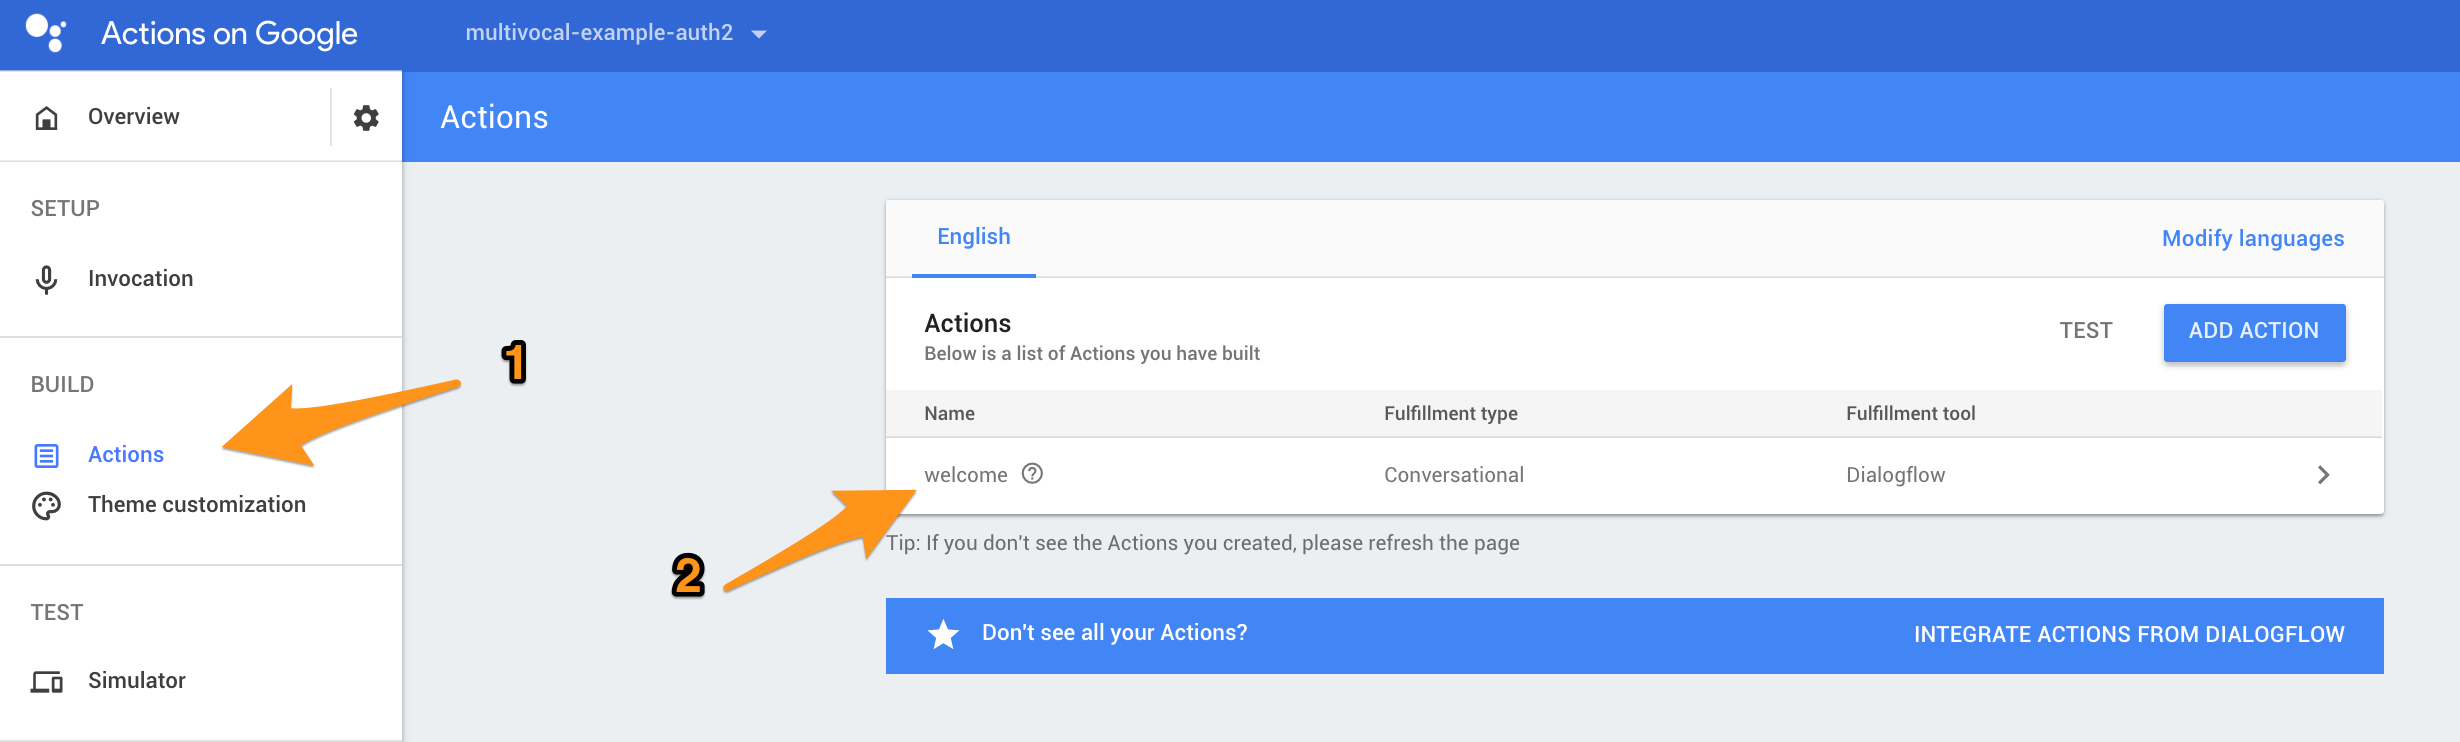 Actions on Google
multivocal-example-auth2
Overview
Actions
SETUP
Invocation
English
Modify languages
Actions
Below is a list of Actions you have built
TEST
ADD ACTION
1
BUILD
Name
Fulfillment type
Fulfillment tool
Actions
welcome
Conversational
Dialogflow
Theme customization
Tip: If you don't see the Actions you created, please refresh the page
2
TEST
Don't see all your Actions?
INTEGRATE ACTIONS FROM DIALOGFLOW
Simulator